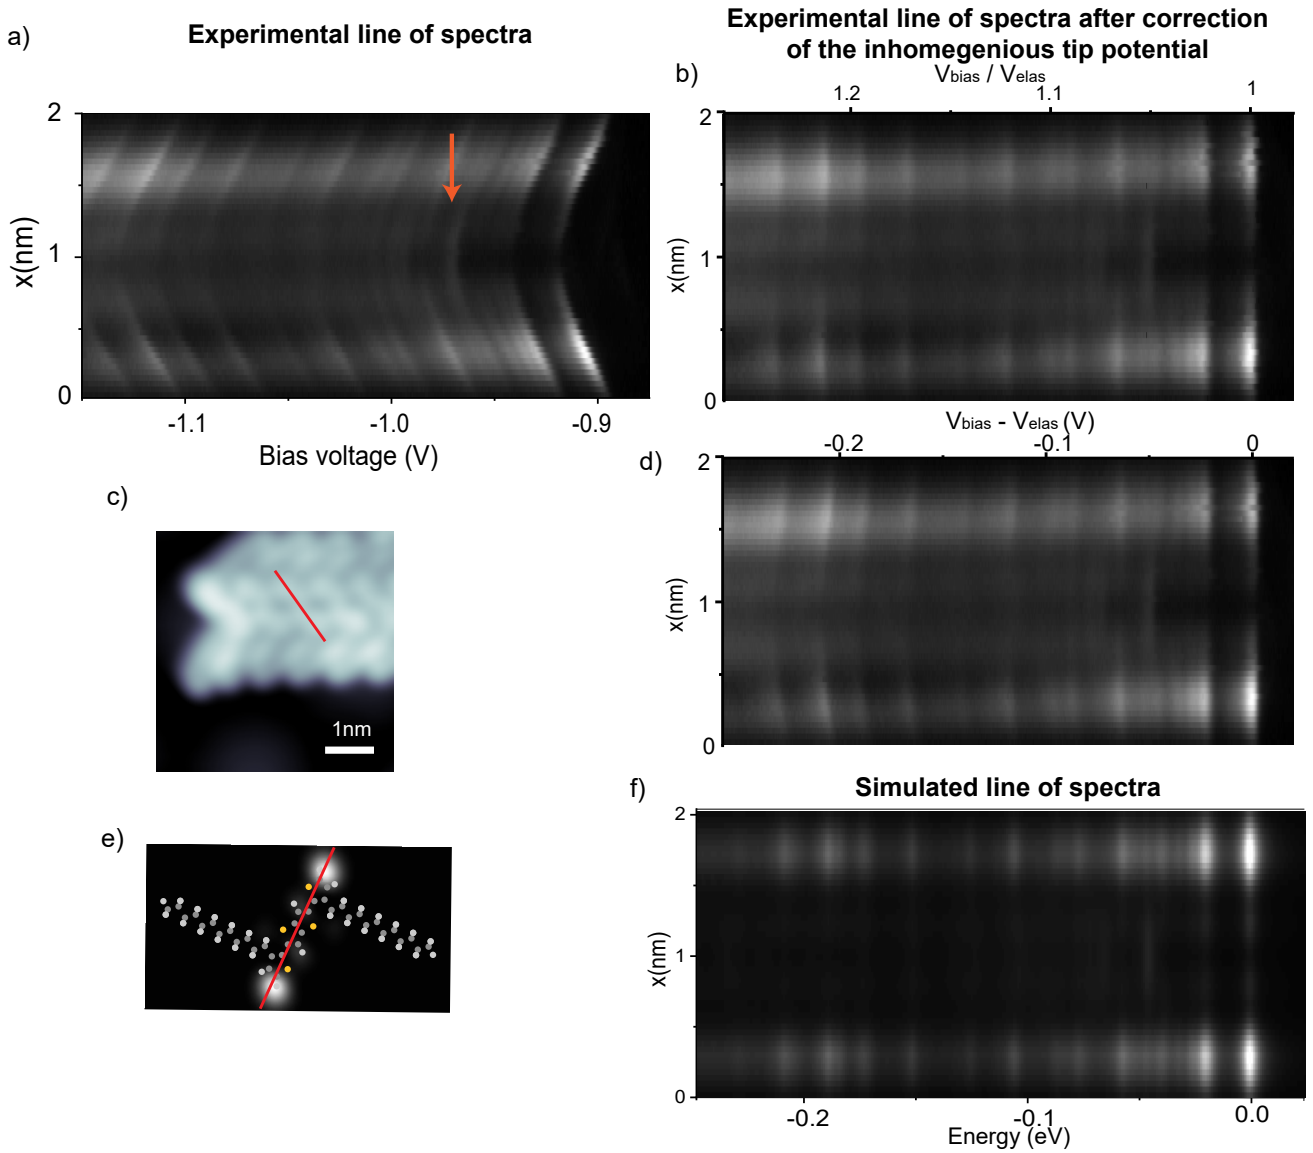 a)
Experimental line of spectra
2
1
0
x(nm)
-1.1
-1.0
-0.9
Bias voltage (V)
Experimental line of spectra after correction
of the inhomegenious tip potential
b)
Vbias / Velas
1.2
1.1
1
2
1
0
x(nm)
c)
1nm
d)
Vbias - Velas (V)
-0.2
-0.1
0
2
1
0
x(nm)
e)
f)
Simulated line of spectra
2
1
0
x(nm)
-0.2
-0.1
0.0
Energy (eV)